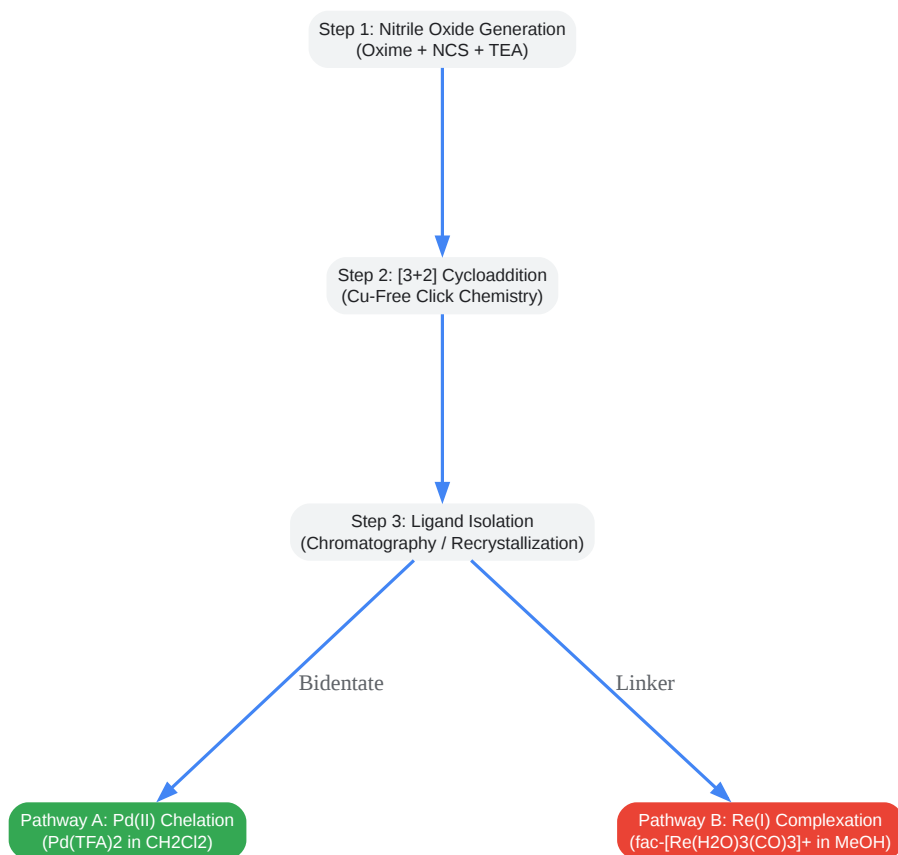 Step 1: Nitrile Oxide Generation
(Oxime + NCS + TEA)
Step 2: [3+2] Cycloaddition
(Cu-Free Click Chemistry)
Step 3: Ligand Isolation
(Chromatography / Recrystallization)
Bidentate
Linker
Pathway A: Pd(II) Chelation
(Pd(TFA)2 in CH2Cl2)
Pathway B: Re(I) Complexation
(fac-[Re(H2O)3(CO)3]+ in MeOH)